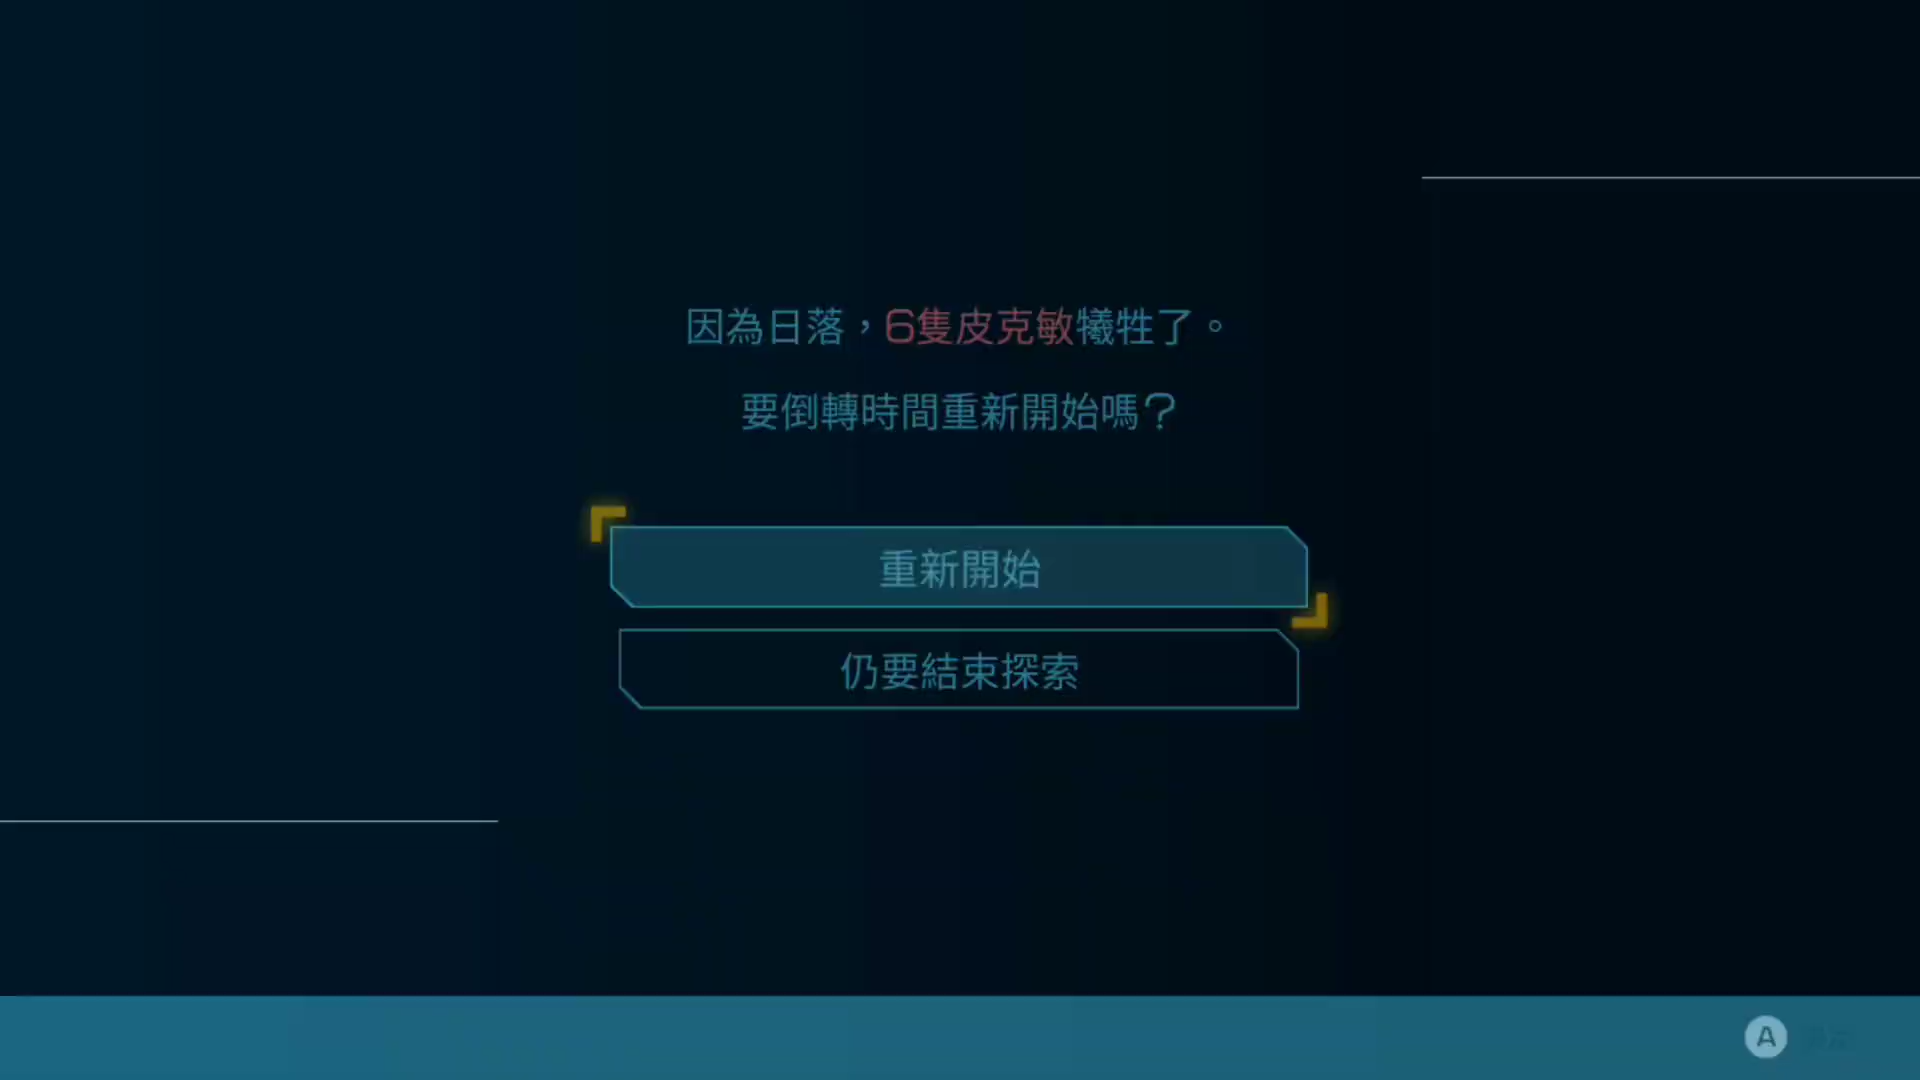 因為日落，6隻皮克敏犧牲了。
要倒轉時間重新開始嗎？
重新開始
仍要結束探索
A